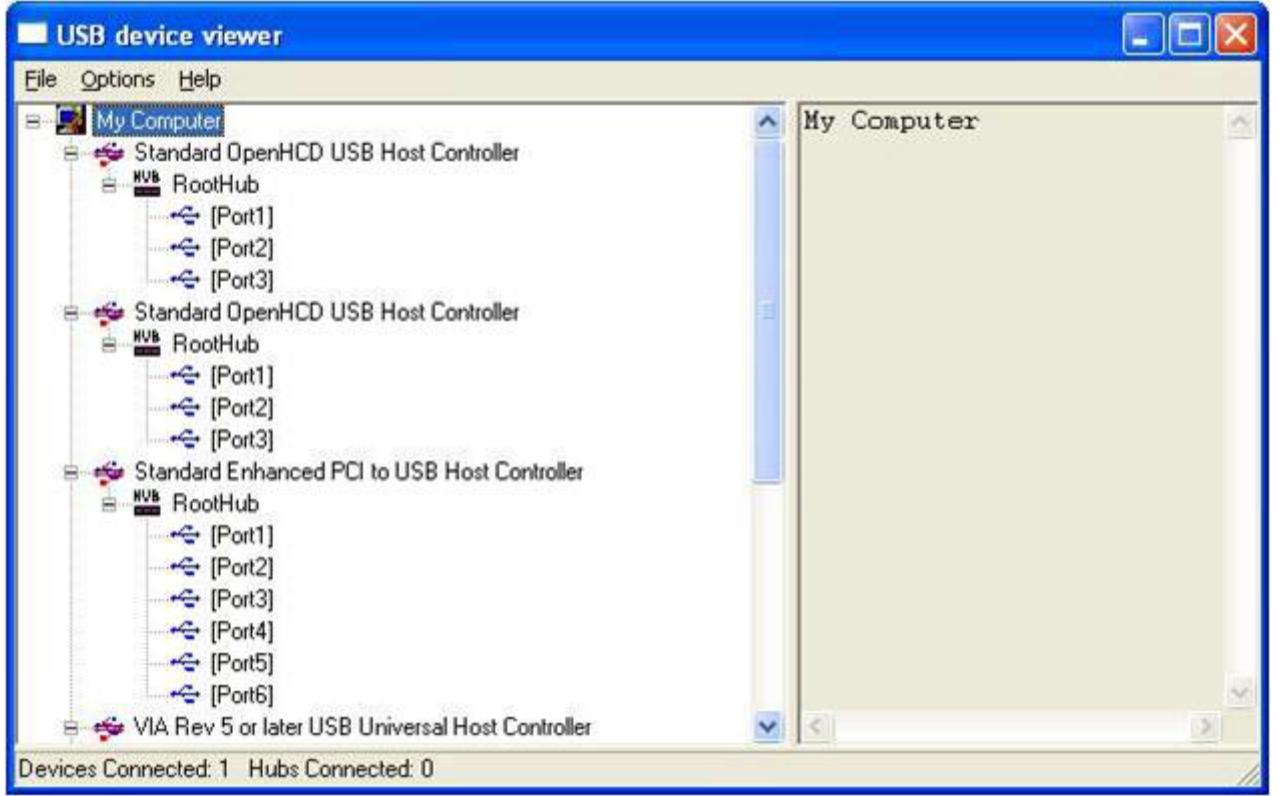 USB device viewer
File Options Help
My Computer
Standard OpenHCD USB Host Controller
HUB RootHub
[Port1]
[Port2]
[Port3]
Standard OpenHCD USB Host Controller
HUB RootHub
[Port1]
[Port2]
[Port3]
Standard Enhanced PCI to USB Host Controller
HUB RootHub
[Port1]
[Port2]
[Port3]
[Port4]
[Port5]
[Port6]
VIA Rev 5 or later USB Universal Host Controller
My Computer
Devices Connected: 1 Hubs Connected: 0